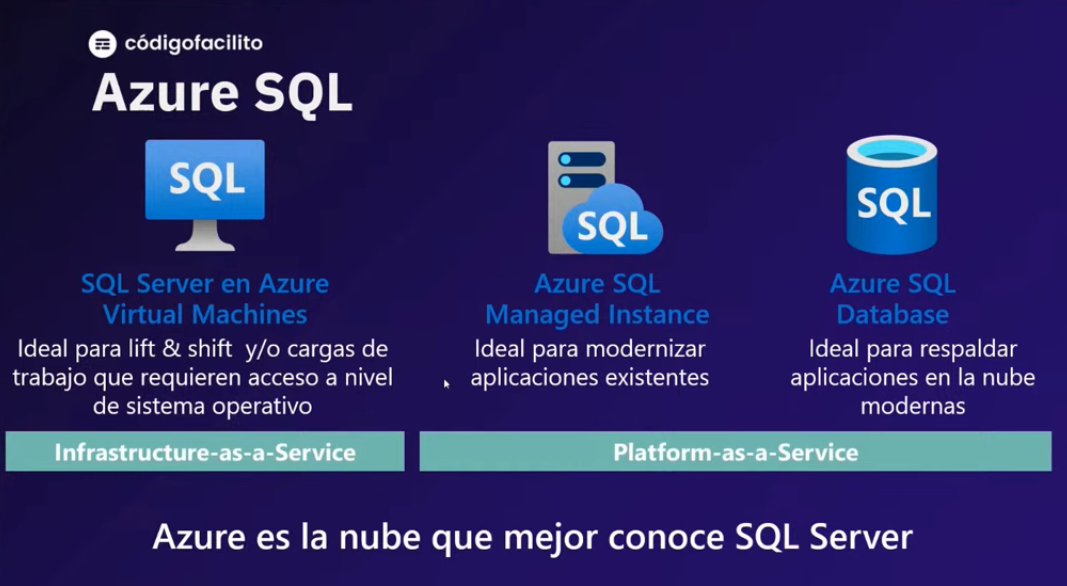 códigofacilito
Azure SQL
SQL
SQL
SQL
SQL Server en Azure
Virtual Machines
Ideal para lift & shift y/o cargas de
trabajo que requieren acceso a nivel
de sistema operativo
Azure SQL
Managed Instance
Ideal para modernizar
aplicaciones existentes
Azure SQL
Database
Ideal para respaldar
aplicaciones en la nube
modernas
Infrastructure-as-a-Service
Platform-as-a-Service
Azure es la nube que mejor conoce SQL Server